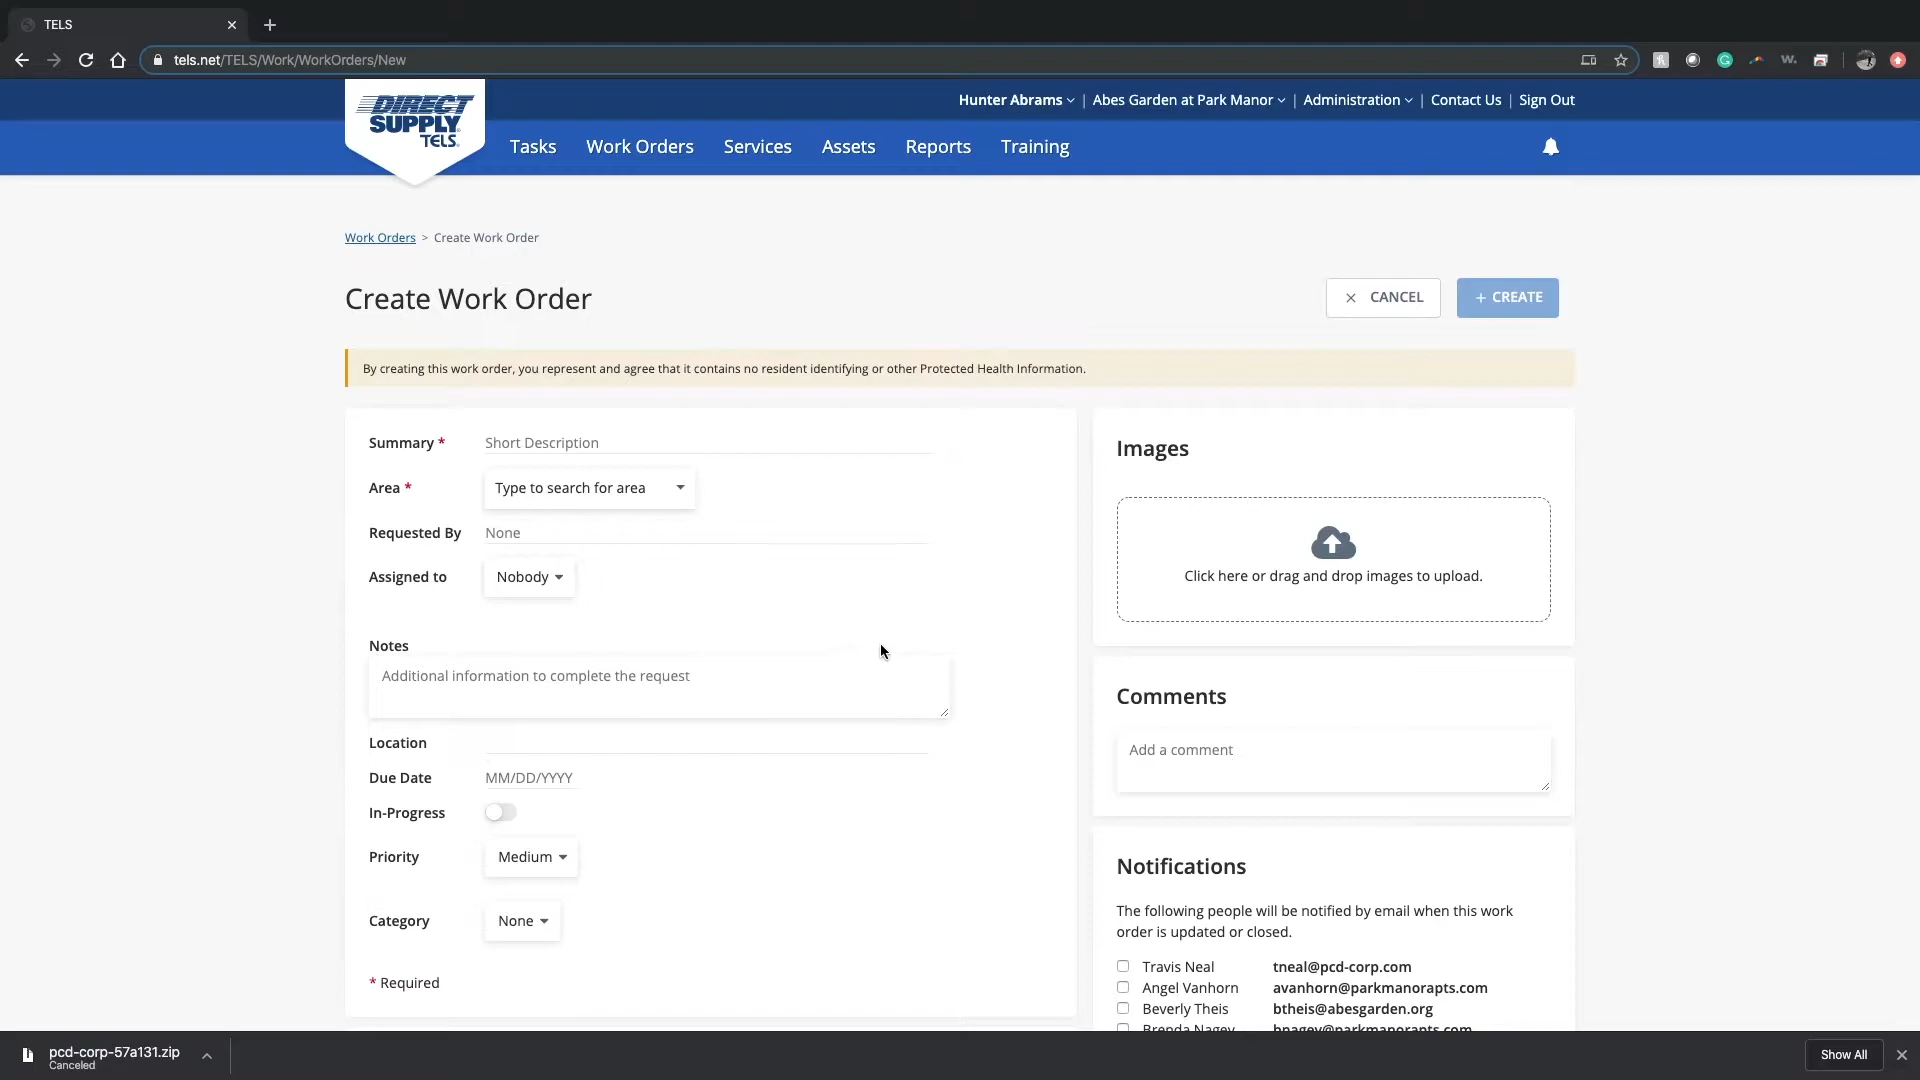 TELS
tels.net/TELS/Work/WorkOrders/New
W.
DIRECT
SUPPLY
TELS
Hunter Abrams | Abes Garden at Park Manor | Administration | Contact Us | Sign Out
Tasks Work Orders Services Assets Reports Training
Work Orders > Create Work Order
Create Work Order
CANCEL
+ CREATE
By creating this work order, you represent and agree that it contains no resident identifying or other Protected Health Information.
Summary * Short Description
Area * Type to search for area
Requested By None
Assigned to Nobody
Notes
Additional information to complete the request
Location
Due Date MM/DD/YYYY
In-Progress
Priority Medium
Category None
* Required
Images
Click here or drag and drop images to upload.
Comments
Add a comment
Notifications
The following people will be notified by email when this work
order is updated or closed.
Travis Neal tneal@pcd-corp.com
Angel Vanhorn avanhorn@parkmanorapts.com
Beverly Theis btheis@abesgarden.org
Brenda Nagey bnagey@parkmanorapts.com
pcd-corp-57a131.zip
Canceled
Show All